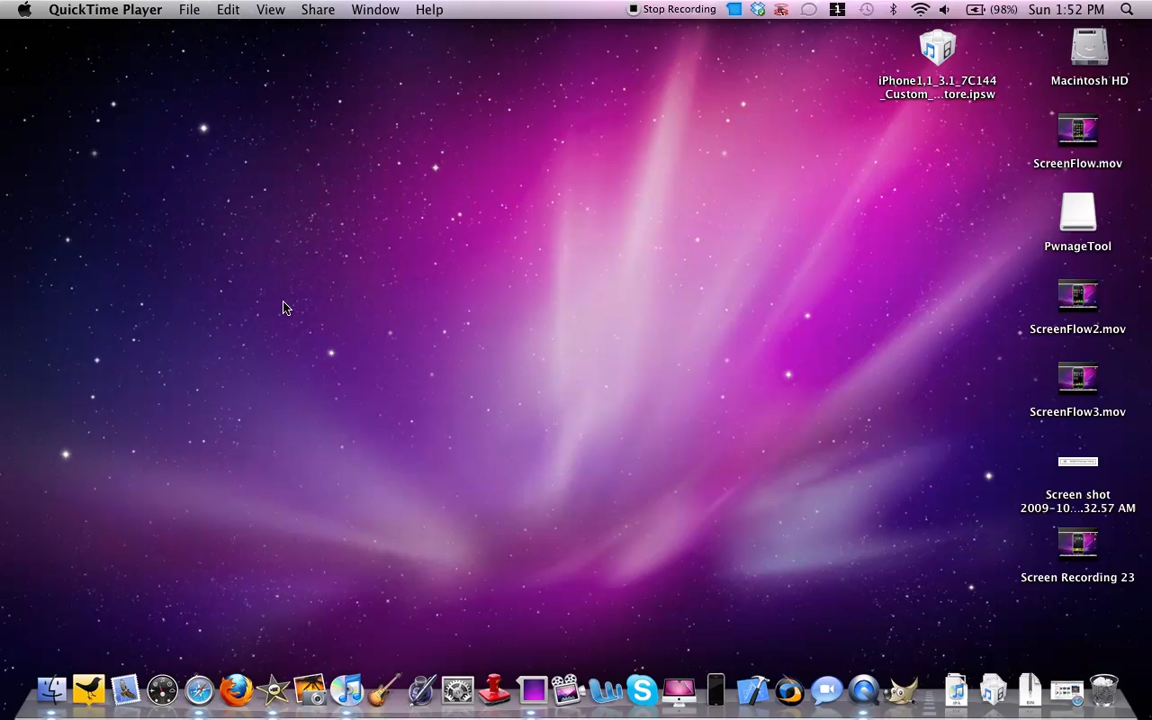 QuickTime Player File Edit View Share Window Help Stop Recording 1 (98%) Sun 1:52 PM
iPhone1,1_3.1_7C144
_Custom_...tore.ipsw
Macintosh HD
ScreenFlow.mov
PwnageTool
ScreenFlow2.mov
ScreenFlow3.mov
Screen shot
2009-10...32.57 AM
Screen Recording 23